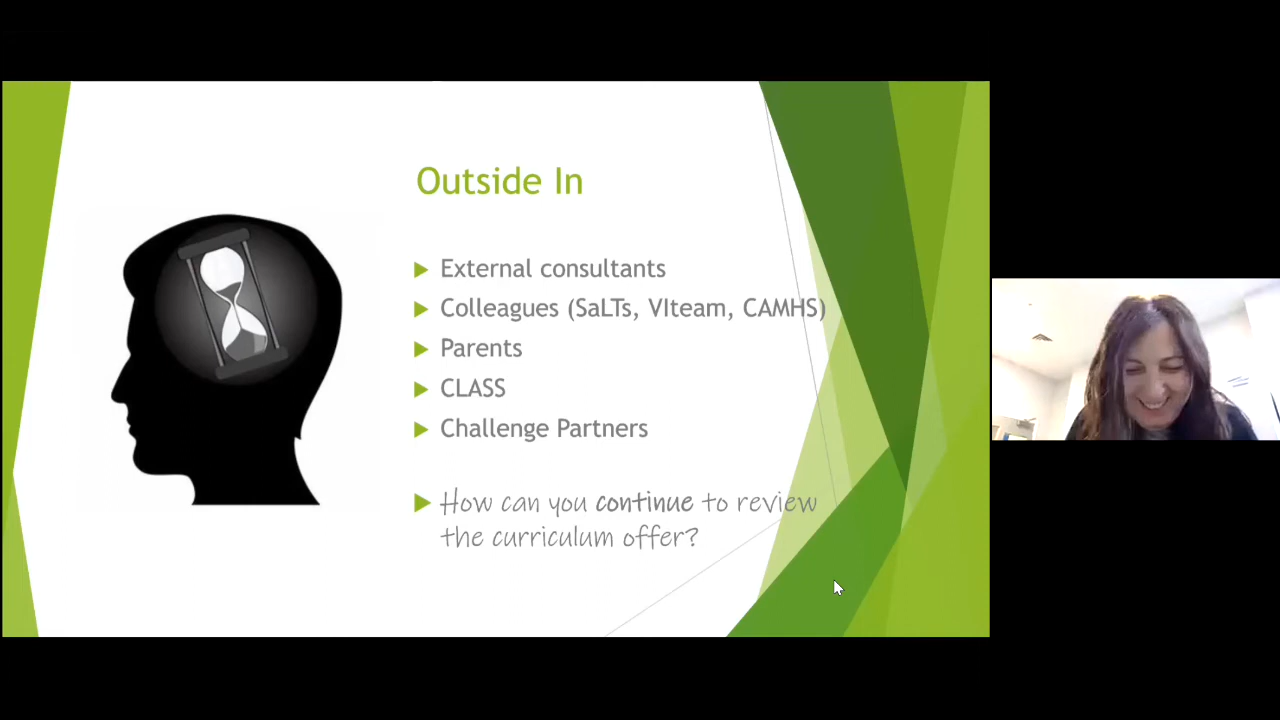 Outside In
External consultants
Colleagues (SaLTs, VIteam, CAMHS)
Parents
CLASS
Challenge Partners
How can you continue to review
the curriculum offer?